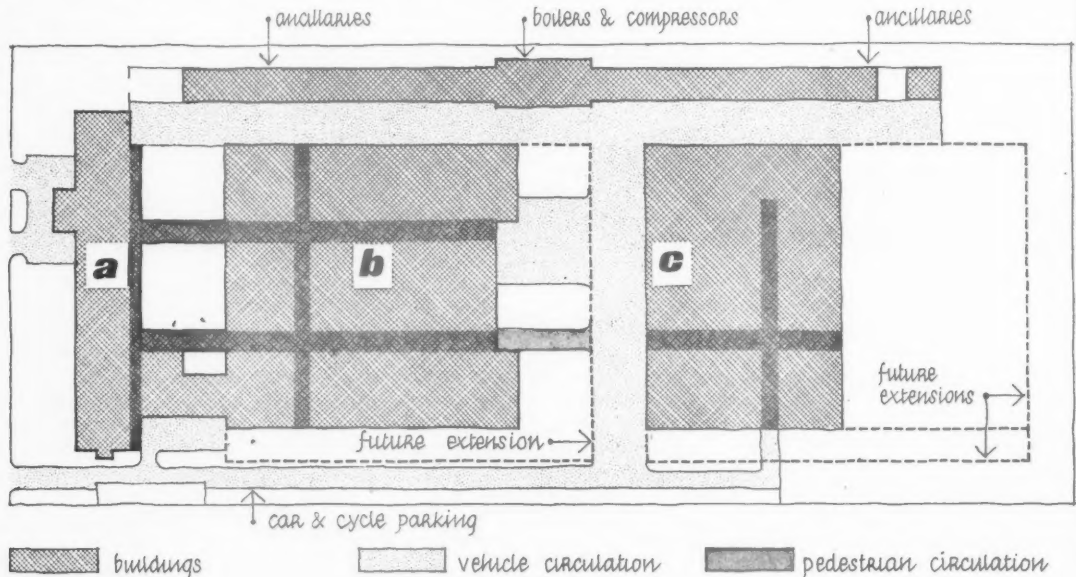 ancillaries
boilers & compressors
ancillaries
a
b
c
future
extensions
future extension
car & cycle parking
buildings
vehicle circulation
pedestrian circulation